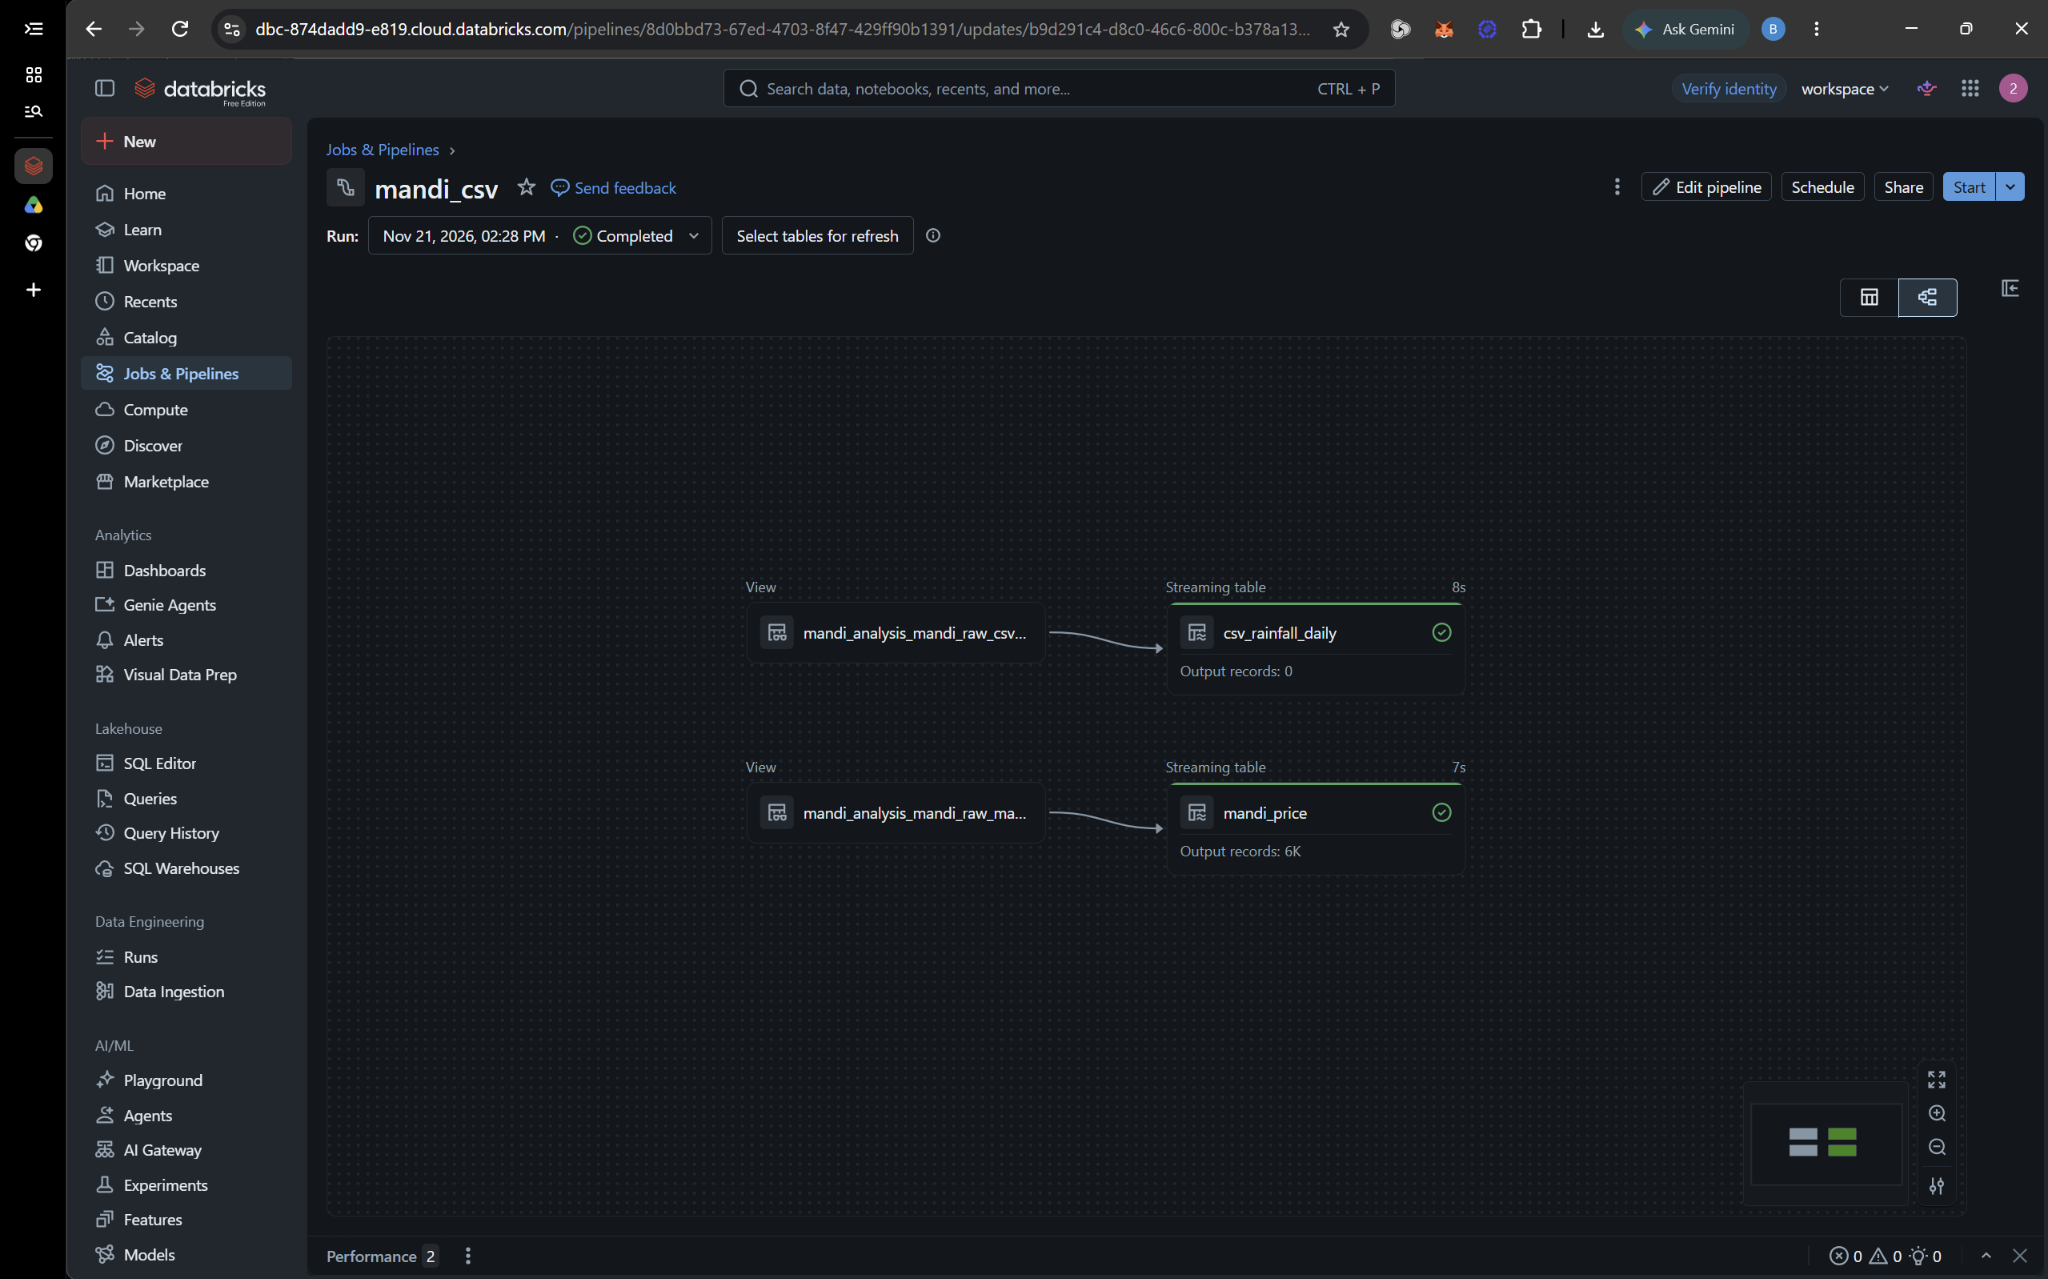 dbc-874dadd9-e819.cloud.databricks.com/pipelines/8d0bbd73-67ed-4703-8f47-429ff90b1391/updates/b9d291c4-d8c0-46c6-800c-b378a13...
Ask Gemini
B
databricks
Free Edition
Search data, notebooks, recents, and more...
CTRL + P
Verify identity
workspace
2
New
Home
Learn
Workspace
Recents
Catalog
Jobs & Pipelines
Compute
Discover
Marketplace
Analytics
Dashboards
Genie Agents
Alerts
Visual Data Prep
Lakehouse
SQL Editor
Queries
Query History
SQL Warehouses
Data Engineering
Runs
Data Ingestion
AI/ML
Playground
Agents
AI Gateway
Experiments
Features
Models
Jobs & Pipelines
mandi_csv
Send feedback
Edit pipeline
Schedule
Share
Start
Run:
Nov 21, 2026, 02:28 PM · Completed
Select tables for refresh
View
mandi_analysis_mandi_raw_csv...
Streaming table
8s
csv_rainfall_daily
Output records: 0
View
mandi_analysis_mandi_raw_ma...
Streaming table
7s
mandi_price
Output records: 6K
Performance 2
0
0
0